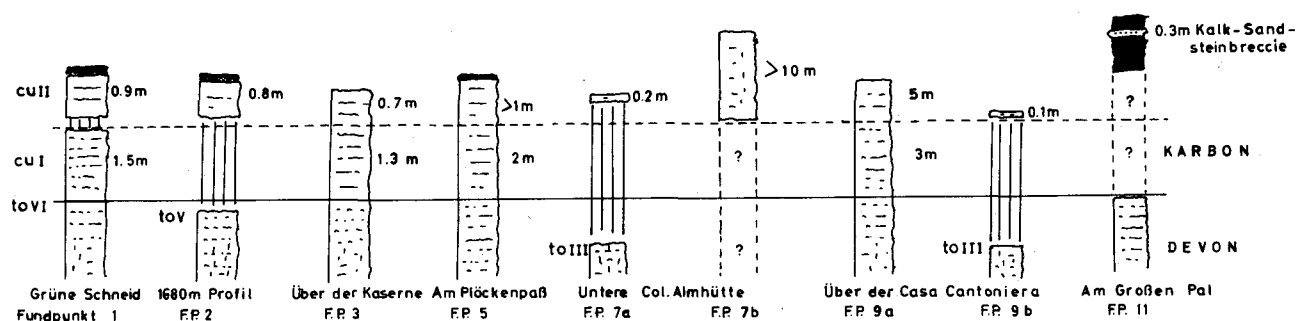 0.3m Kalk-Sand-
steinbreccie
cuII
0.9m
0.8m
0.7m
>1m
0.2m
>10m
5m
0.1m
?
cuI
1.5m
1.3 m
2m
?
3m
?
KARBON
toVI
toV
toIII
?
toIII
DEVON
Grüne Schneid
Fundpunkt 1
1680m Profil
F.P. 2
Über der Kaserne
F.P. 3
Am Plöckenpaß
F.P. 5
Untere Col. Almhütte
F.P. 7a
F.P. 7b
Über der Casa Cantoniera
F.P. 9a
F.P. 9b
Am Großen Pal
F.P. 11